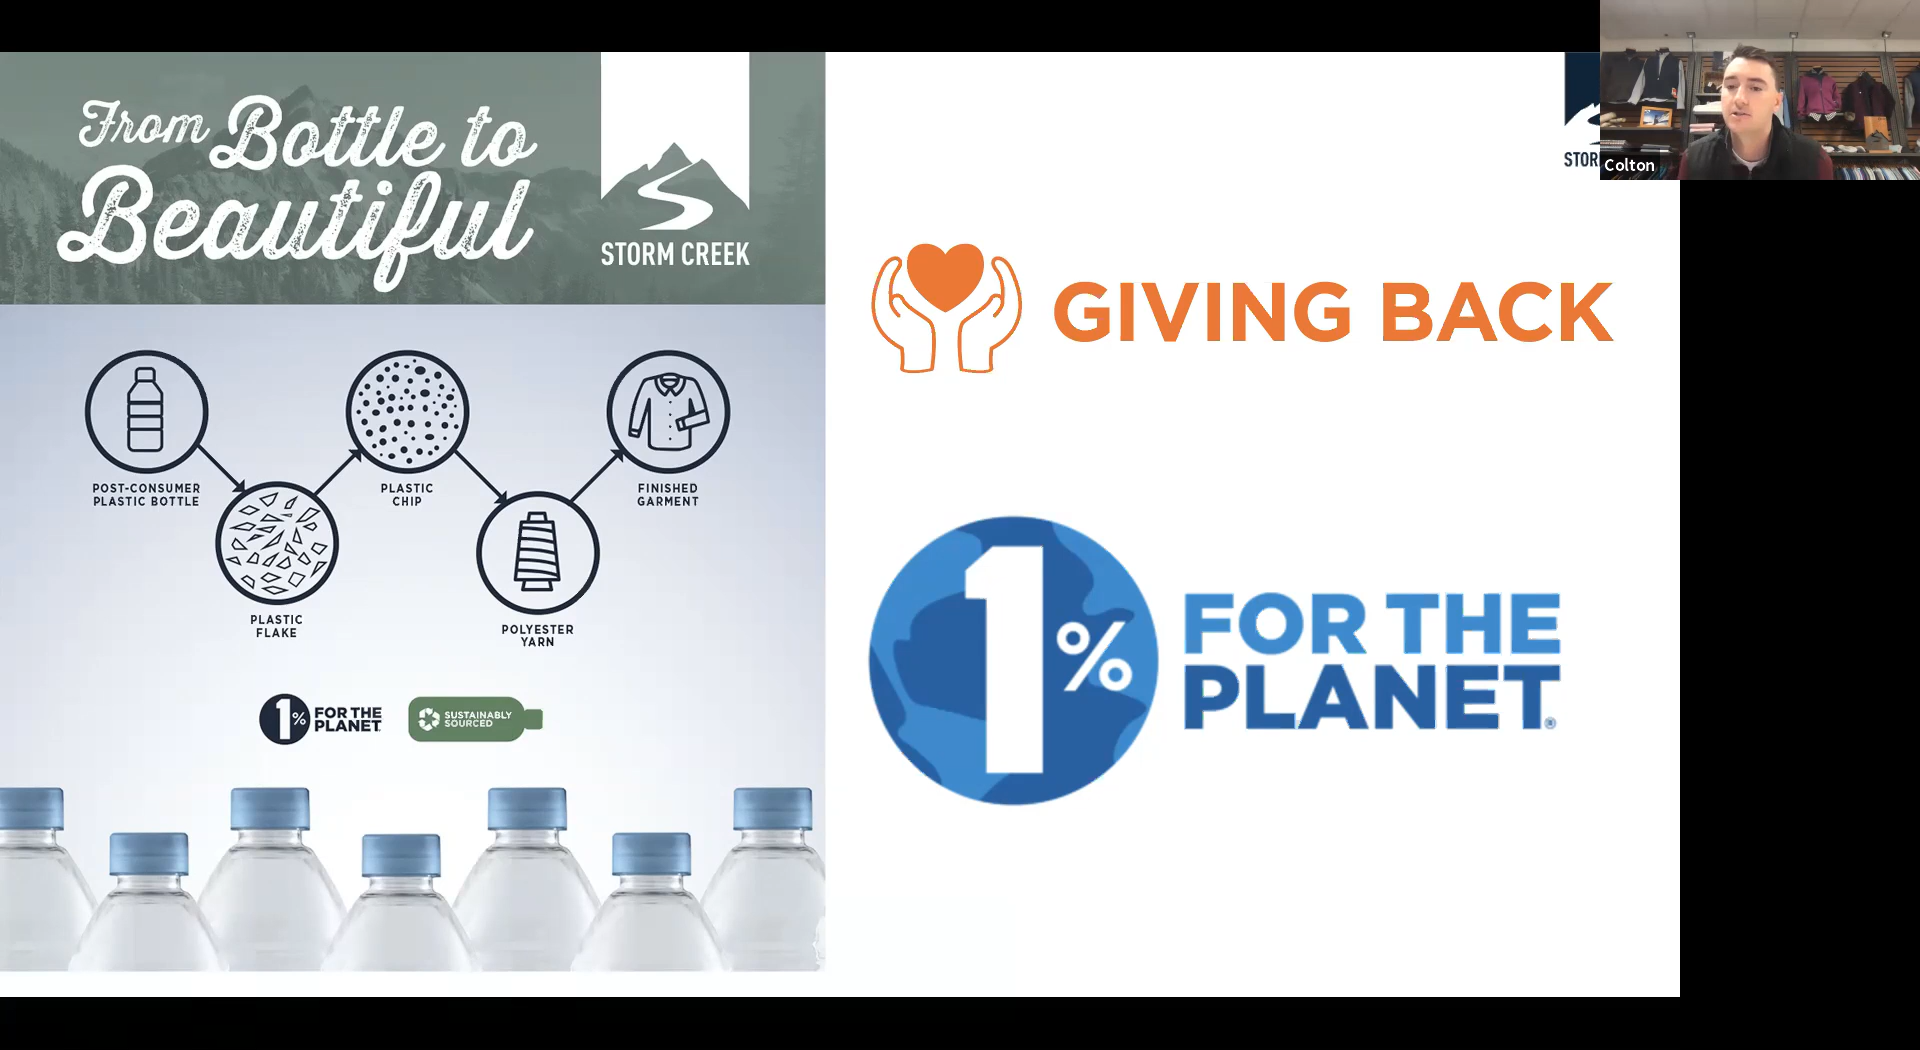 From Bottle to
Beautiful
STORM CREEK
POST-CONSUMER
PLASTIC BOTTLE
PLASTIC
FLAKE
PLASTIC
CHIP
POLYESTER
YARN
FINISHED
GARMENT
1% FOR THE
PLANET
SUSTAINABLY
SOURCED
GIVING BACK
1%
FOR THE
PLANET®
STOR
Colton